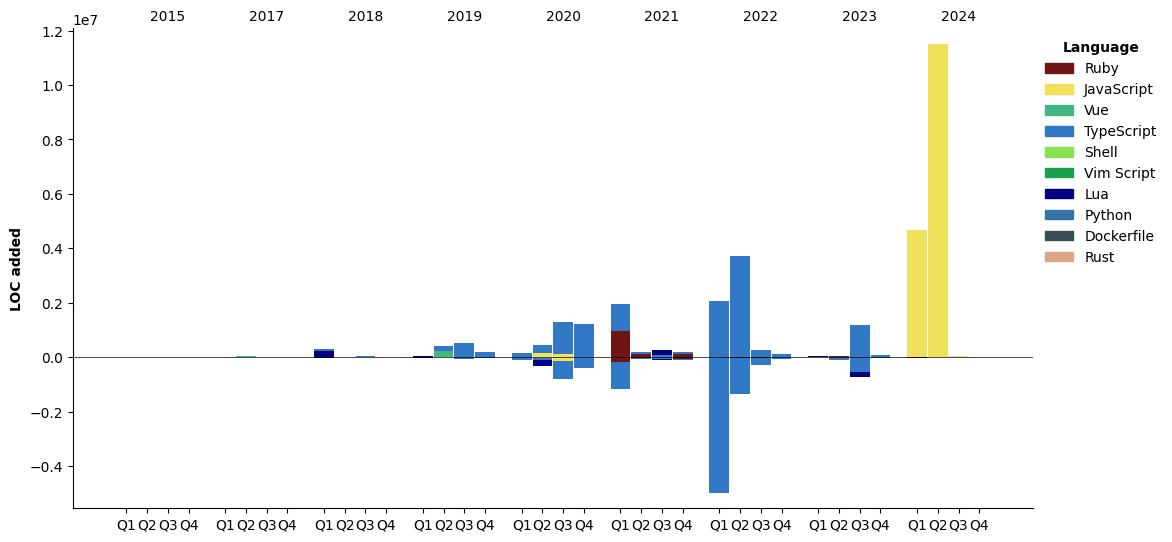 1e7
2015 2017 2018 2019 2020 2021 2022 2023 2024
1.2
1.0
0.8
0.6
0.4
0.2
0.0
−0.2
−0.4
LOC added
Q1 Q2 Q3 Q4 Q1 Q2 Q3 Q4 Q1 Q2 Q3 Q4 Q1 Q2 Q3 Q4 Q1 Q2 Q3 Q4 Q1 Q2 Q3 Q4 Q1 Q2 Q3 Q4 Q1 Q2 Q3 Q4 Q1 Q2 Q3 Q4
Language
Ruby
JavaScript
Vue
TypeScript
Shell
Vim Script
Lua
Python
Dockerfile
Rust